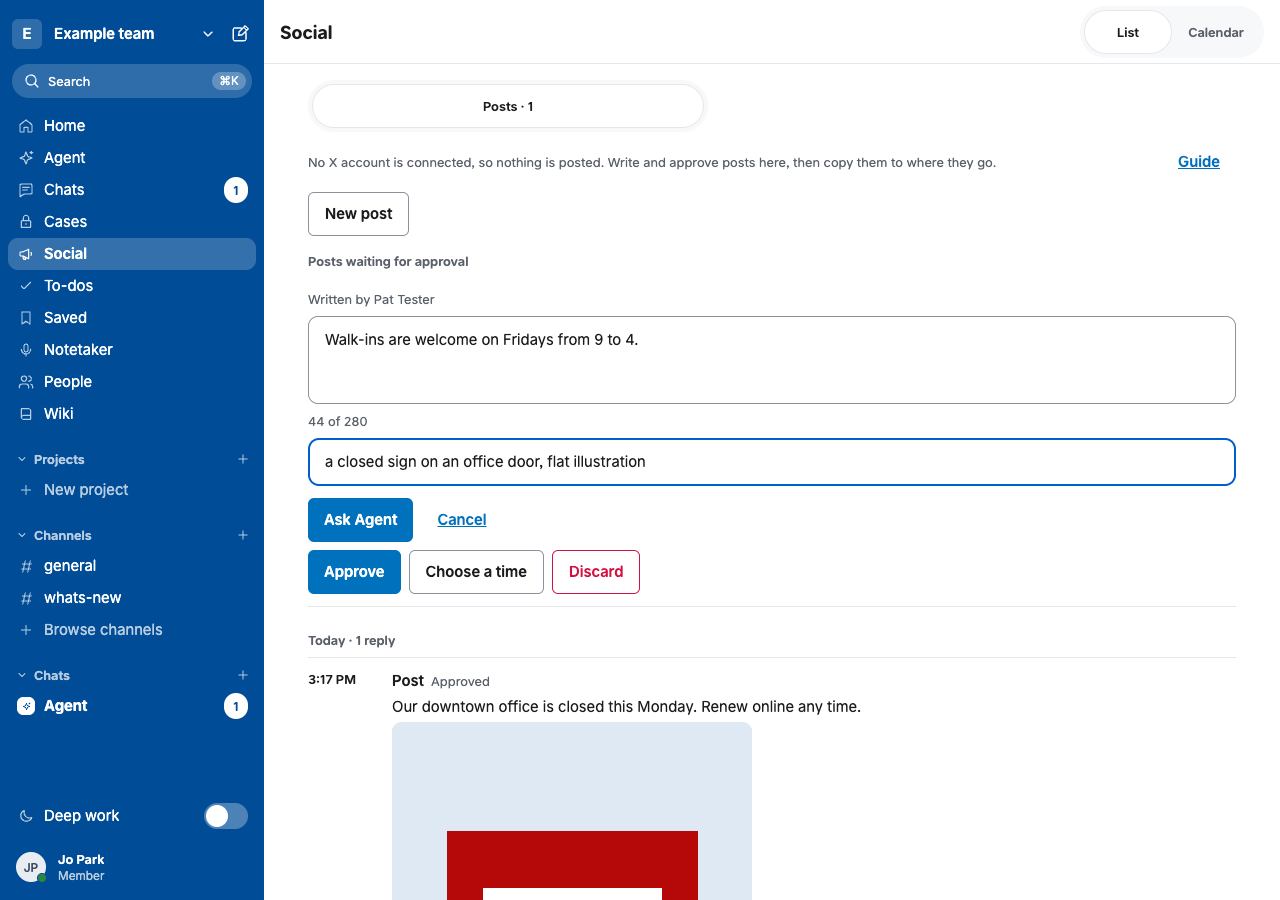 E Example team
Search ⌘K
Home
Agent
Chats 1
Cases
Social
To-dos
Saved
Notetaker
People
Wiki
Projects
New project
Channels
# general
# whats-new
Browse channels
Chats
Agent 1
Deep work
JP Jo Park
Member
Social
List Calendar
Posts · 1
No X account is connected, so nothing is posted. Write and approve posts here, then copy them to where they go. Guide
New post
Posts waiting for approval
Written by Pat Tester
Walk-ins are welcome on Fridays from 9 to 4.
44 of 280
a closed sign on an office door, flat illustration
Ask Agent Cancel
Approve Choose a time Discard
Today · 1 reply
3:17 PM Post Approved
Our downtown office is closed this Monday. Renew online any time.